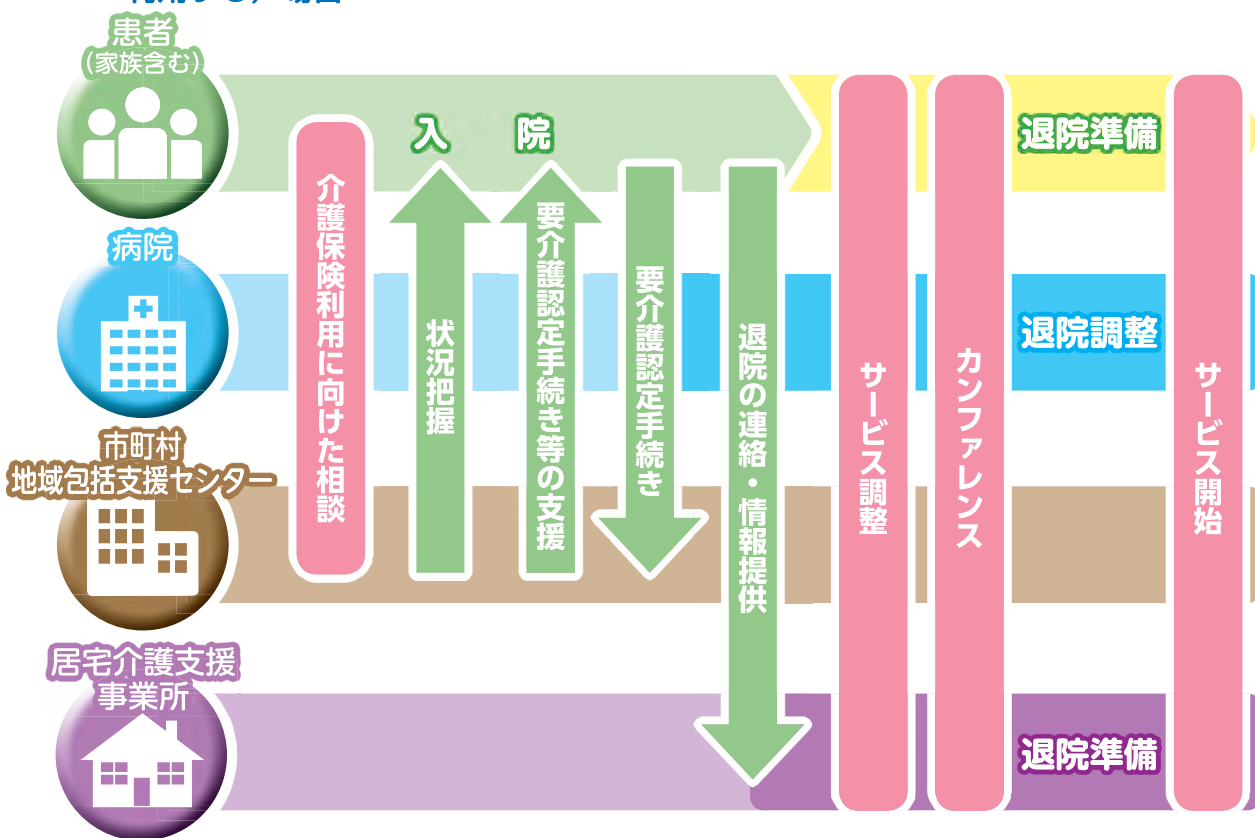 患者
(家族含む)
入院
退院準備
病院
退院調整
市町村
地域包括支援センター
居宅介護支援
事業所
退院準備
介護保険利用に向けた相談
状況把握
要介護認定手続き等の支援
要介護認定手続き
退院の連絡・情報提供
サービス調整
カンファレンス
サービス開始